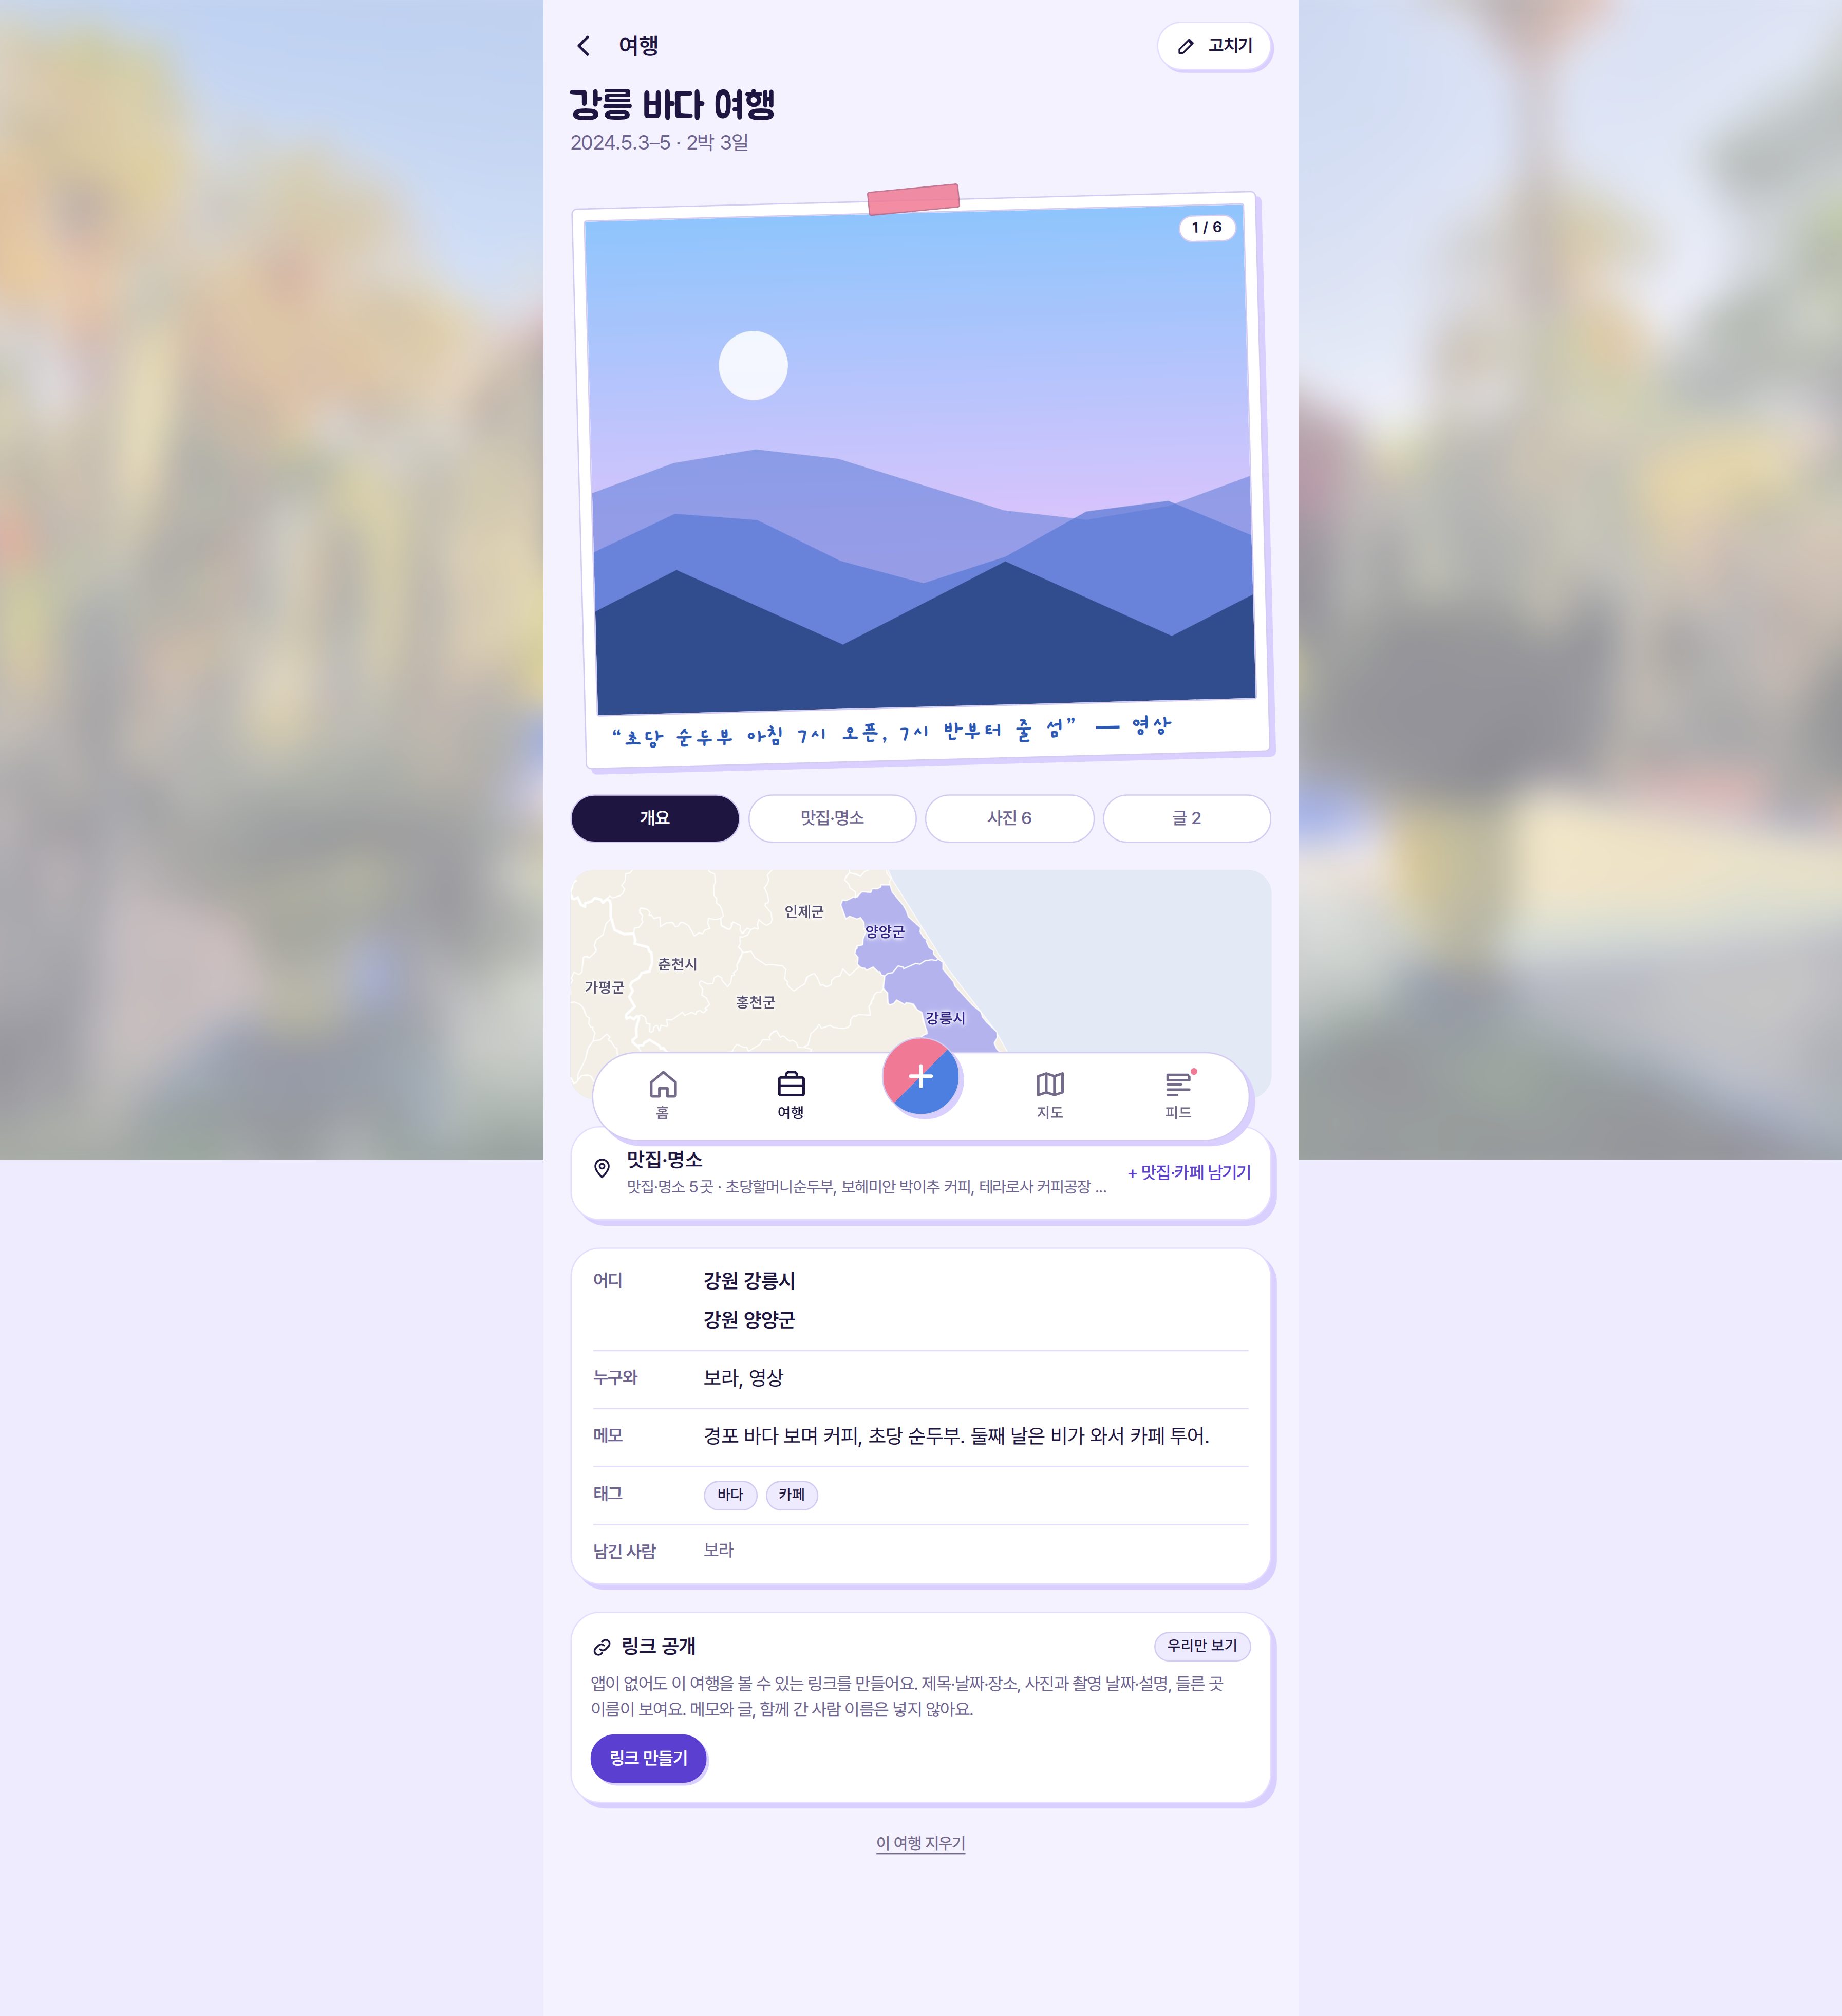 여행
고치기
강릉 바다 여행
2024.5.3–5 · 2박 3일
1 / 6
“초당 순두부 아침 7시 오픈, 7시 반부터 줄 섬” — 영상
개요
맛집·명소
사진 6
글 2
인제군
양양군
춘천시
가평군
홍천군
강릉시
홈
여행
지도
피드
맛집·명소
맛집·명소 5곳 · 초당할머니순두부, 보헤미안 박이추 커피, 테라로사 커피공장 ...
+ 맛집·카페 남기기
어디
강원 강릉시
강원 양양군
누구와
보라, 영상
메모
경포 바다 보며 커피, 초당 순두부. 둘째 날은 비가 와서 카페 투어.
태그
바다
카페
남긴 사람
보라
링크 공개
우리만 보기
앱이 없어도 이 여행을 볼 수 있는 링크를 만들어요. 제목·날짜·장소, 사진과 촬영 날짜·설명, 들른 곳
이름이 보여요. 메모와 글, 함께 간 사람 이름은 넣지 않아요.
링크 만들기
이 여행 지우기